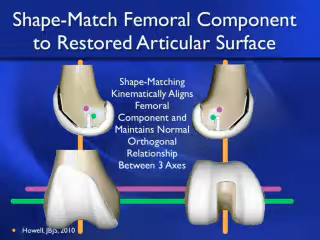 Shape-Match Femoral Component
to Restored Articular Surface
Shape-Matching
Kinematically Aligns
Femoral
Component and
Maintains Normal
Orthogonal
Relationship
Between 3 Axes
Howell, JBJS, 2010